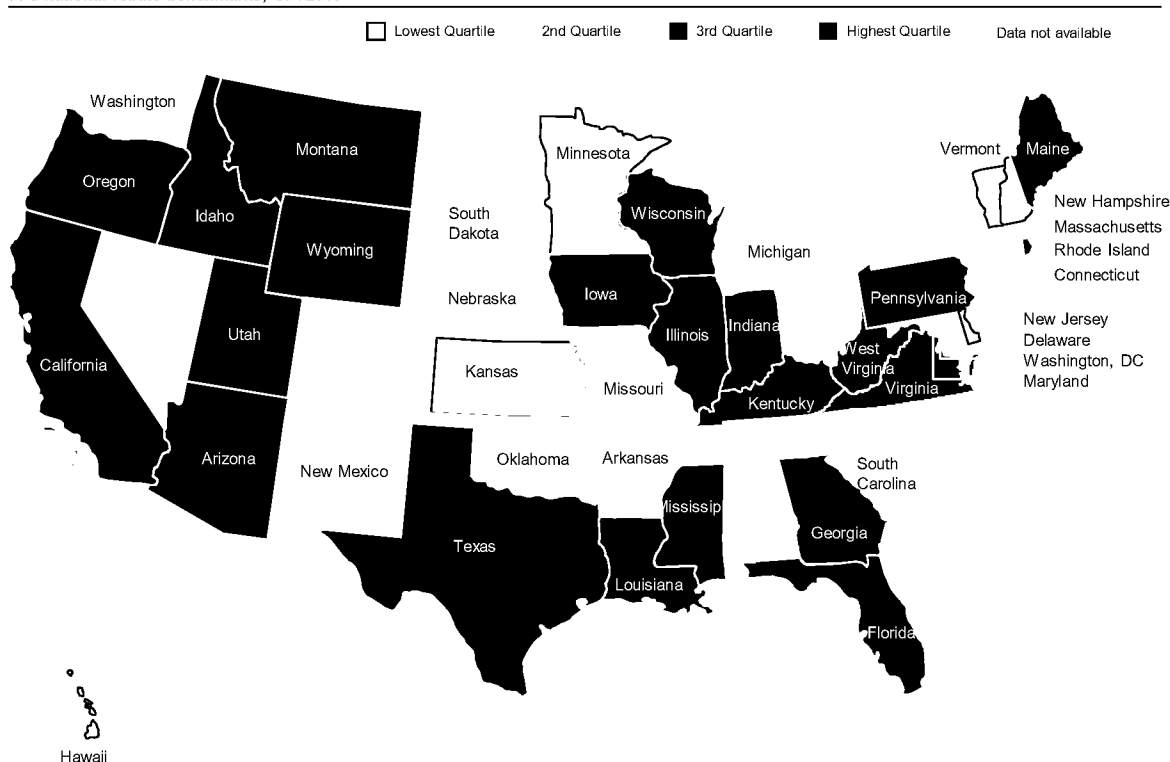 Lowest Quartile 2nd Quartile 3rd Quartile Highest Quartile Data not available
Washington
Montana
Minnesota
Vermont
Maine
Oregon
Idaho
Wisconsin
New Hampshire
South
Dakota
Massachusetts
Wyoming
Michigan
Rhode Island
Connecticut
Nebraska
Iowa
Pennsylvania
Utah
Illinois
Indiana
New Jersey
Delaware
West
Virginia
Washington, DC
California
Kansas
Missouri
Virginia
Maryland
Kentucky
Arizona
New Mexico
Oklahoma
Arkansas
South
Carolina
Mississip
Georgia
Texas
Louisiana
Florida
Hawaii